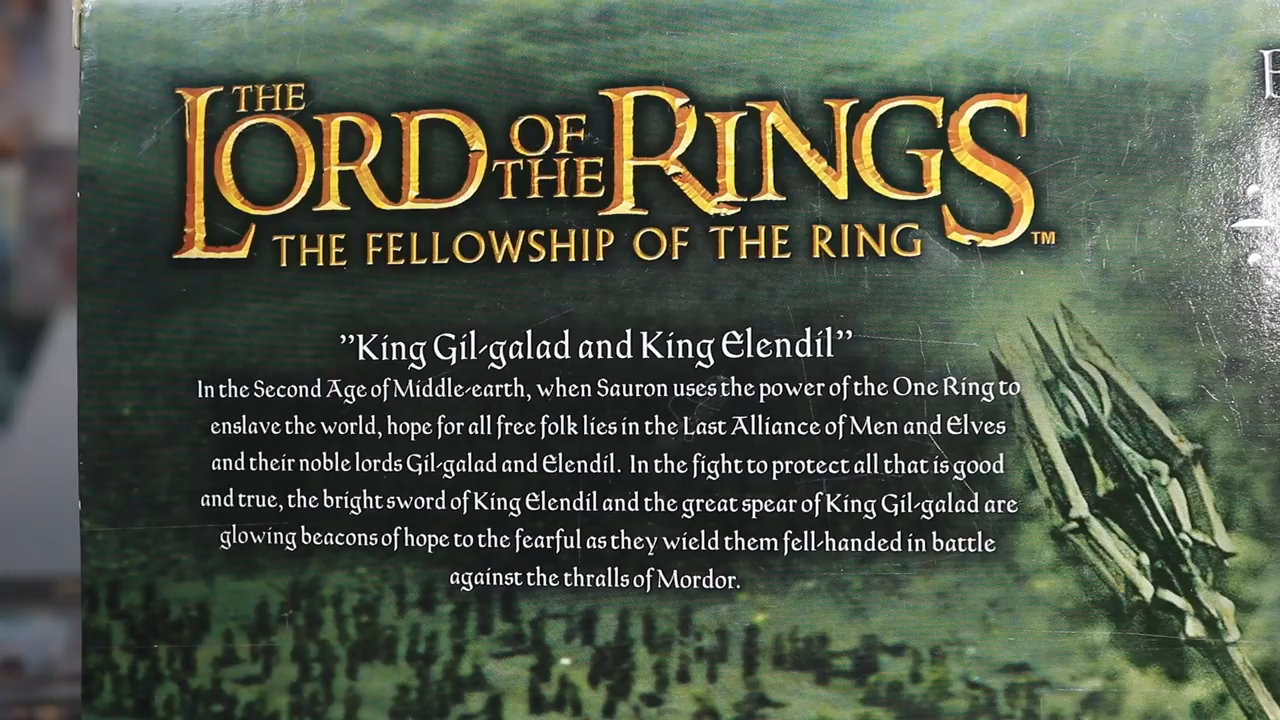 THE
LORD OF THE RINGS
THE FELLOWSHIP OF THE RING™
”King Gil-galad and King Elendil”
In the Second Age of Middle-earth, when Sauron uses the power of the One Ring to
enslave the world, hope for all free folk lies in the Last Alliance of Men and Elves
and their noble lords Gil-galad and Elendil. In the fight to protect all that is good
and true, the bright sword of King Elendil and the great spear of King Gil-galad are
glowing beacons of hope to the fearful as they wield them fell-handed in battle
against the thralls of Mordor.